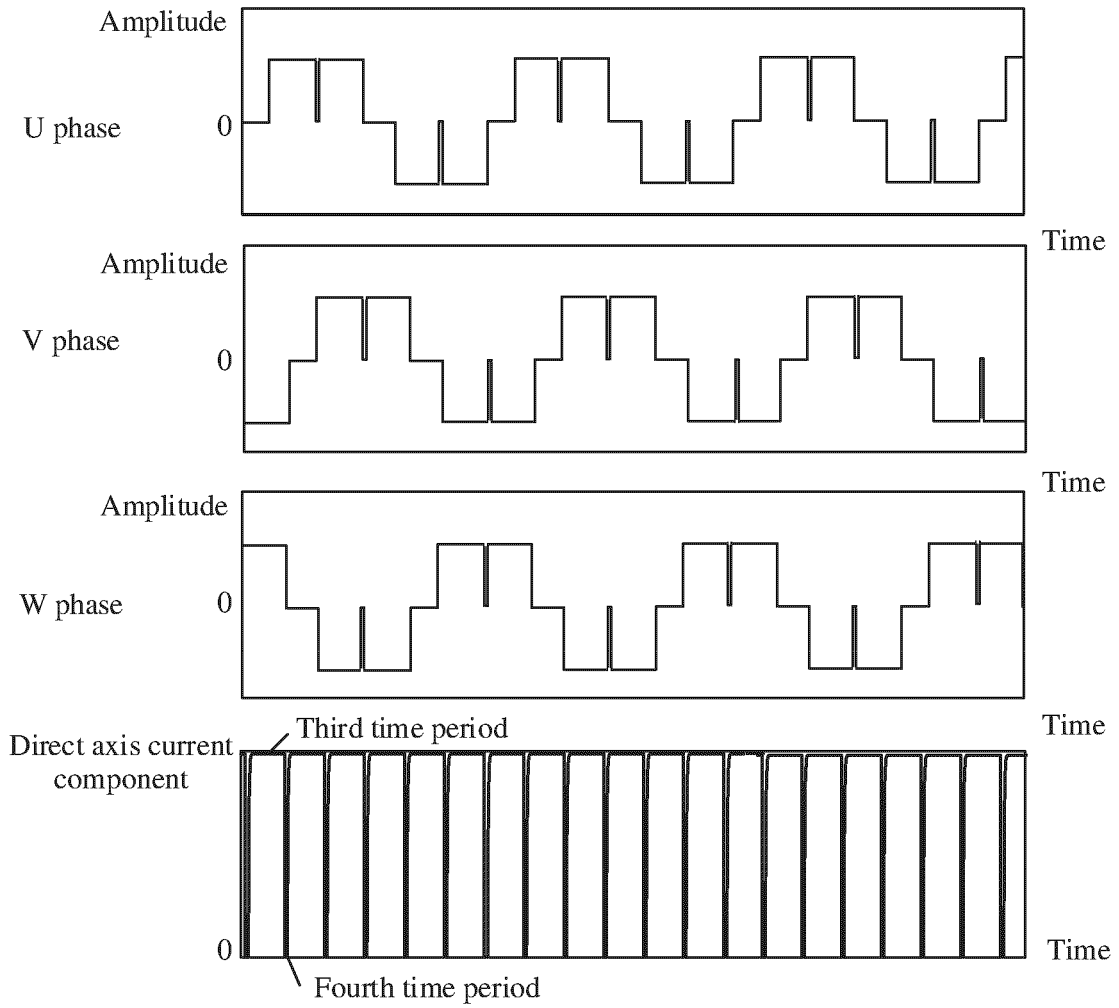 Amplitude
U phase
0
Time
Amplitude
V phase
0
Time
Amplitude
W phase
0
Time
Third time period
Direct axis current
component
0
Time
Fourth time period